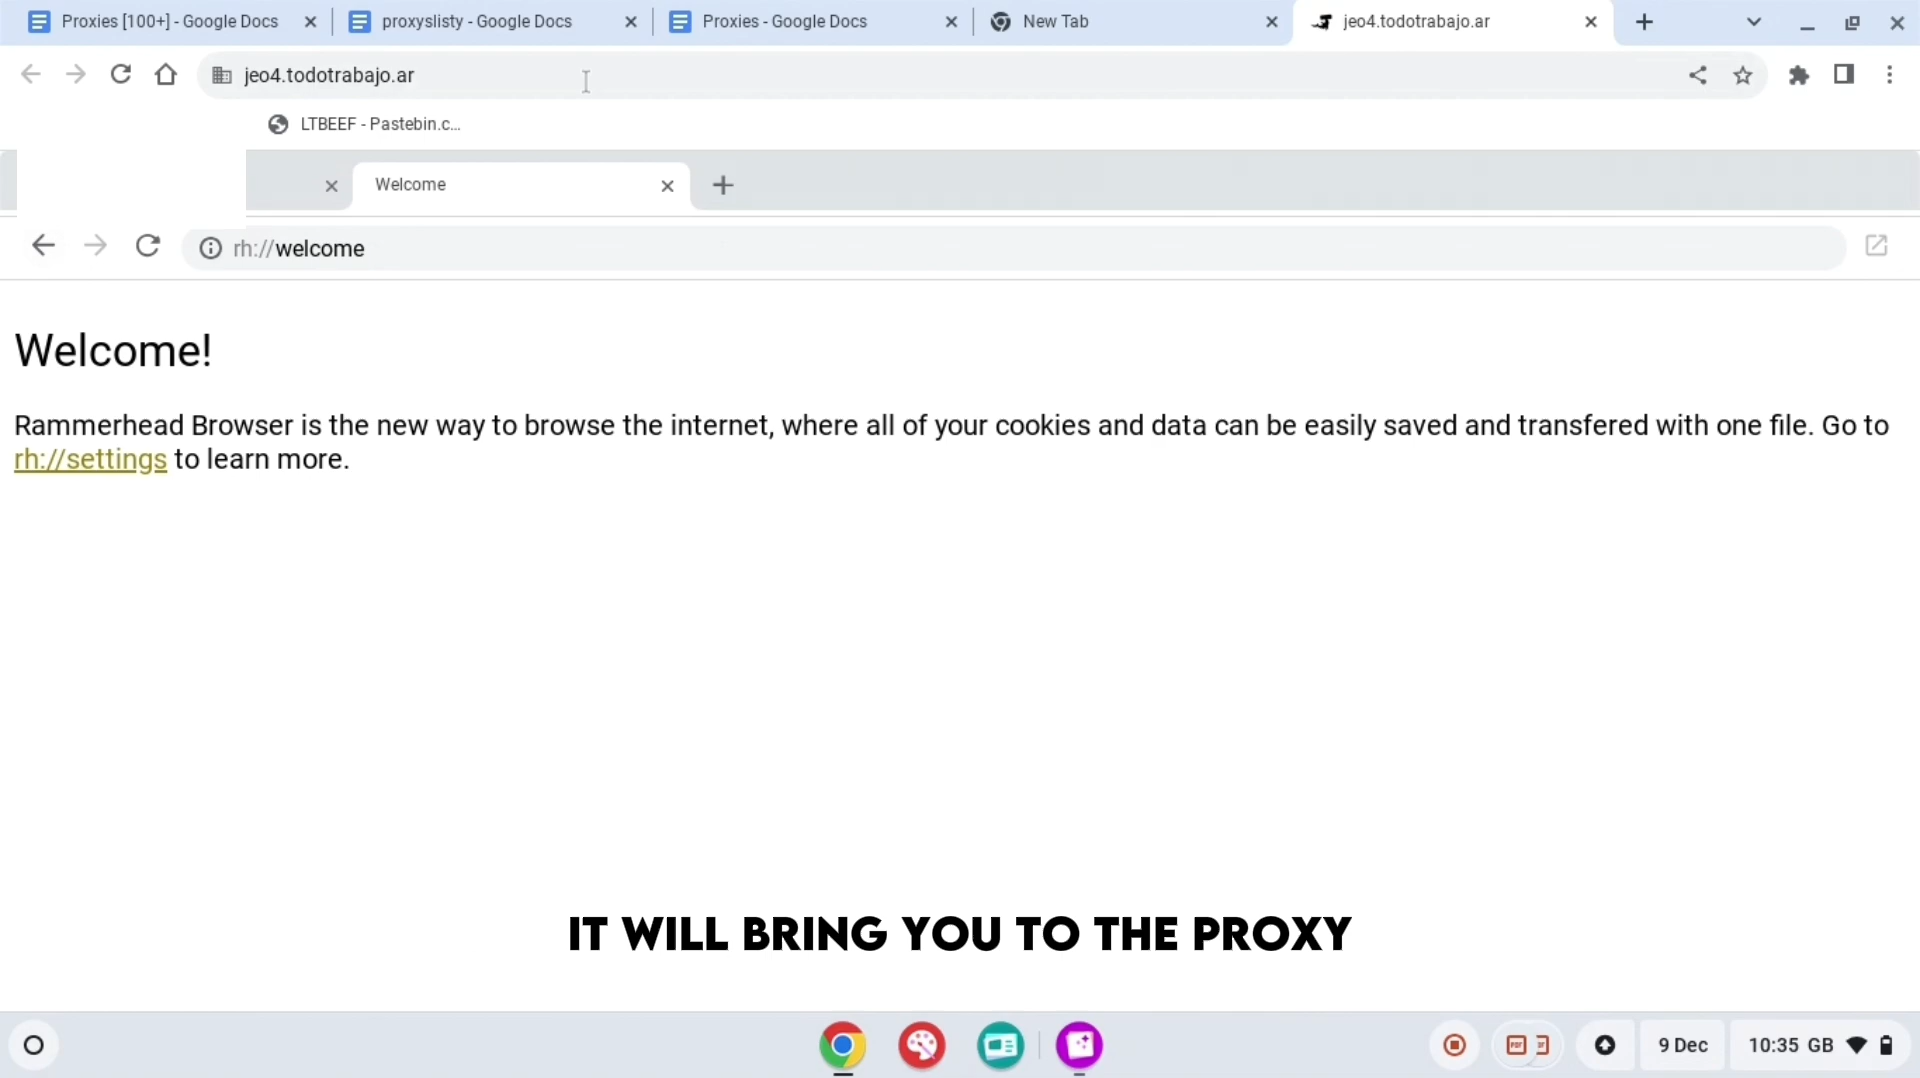 Proxies [100+] - Google Docs
proxyslisty - Google Docs
Proxies - Google Docs
New Tab
jeo4.todotrabajo.ar
jeo4.todotrabajo.ar
LTBEEF - Pastebin.c...
Welcome
rh://welcome
Welcome!
Rammerhead Browser is the new way to browse the internet, where all of your cookies and data can be easily saved and transfered with one file. Go to
rh://settings to learn more.
IT WILL BRING YOU TO THE PROXY
9 Dec
10:35 GB